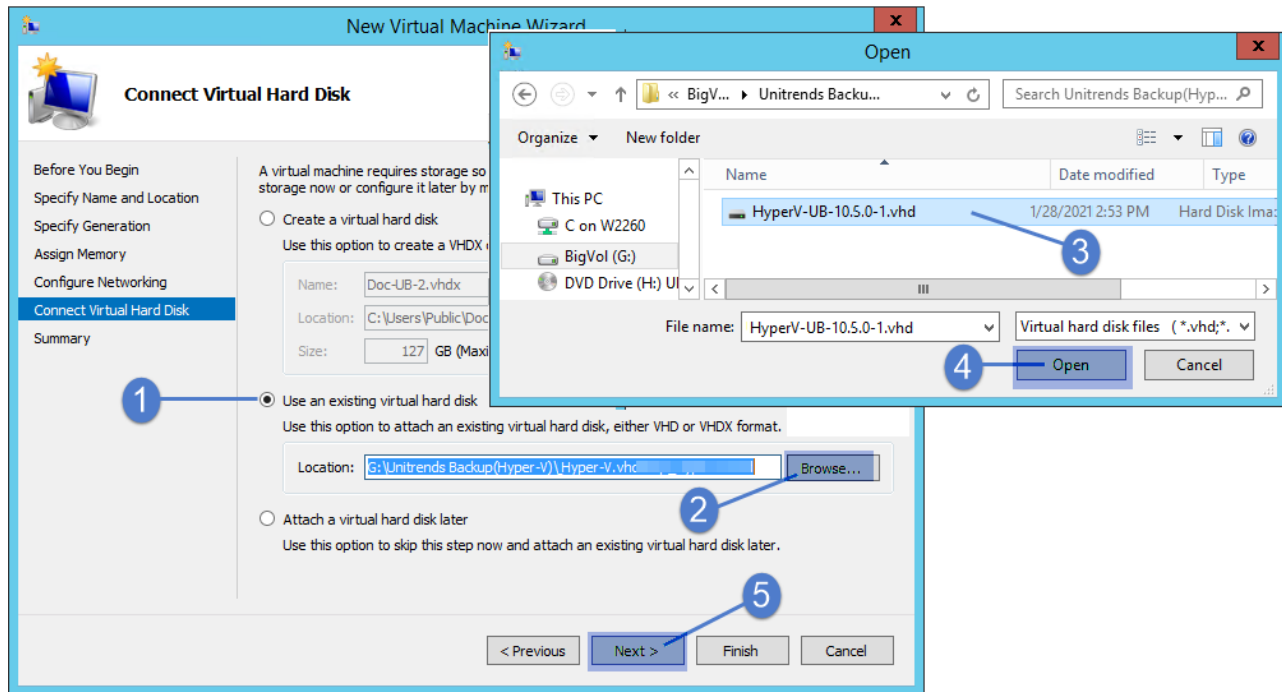 New Virtual Machine Wizard
x
Connect Virtual Hard Disk
Before You Begin
Specify Name and Location
Specify Generation
Assign Memory
Configure Networking
Connect Virtual Hard Disk
Summary
A virtual machine requires storage so
storage now or configure it later by m
Create a virtual hard disk
Use this option to create a VHDX
Name: Doc-UB-2.vhdx
Location: C:\Users\Public\Doc
Size: 127 GB (Maxi
1
Use an existing virtual hard disk
Use this option to attach an existing virtual hard disk, either VHD or VHDX format.
Location: G:\Unitrends Backup(Hyper-V)\Hyper-V.vhd Browse...
2
Attach a virtual hard disk later
Use this option to skip this step now and attach an existing virtual hard disk later.
5
< Previous Next > Finish Cancel
Open
x
« BigV... Unitrends Backu... Search Unitrends Backup(Hyp...
Organize New folder
This PC
C on W2260
BigVol (G:)
DVD Drive (H:) UI
Name Date modified Type
HyperV-UB-10.5.0-1.vhd 1/28/2021 2:53 PM Hard Disk Ima
3
File name: HyperV-UB-10.5.0-1.vhd Virtual hard disk files (*.vhd;*.
4
Open Cancel